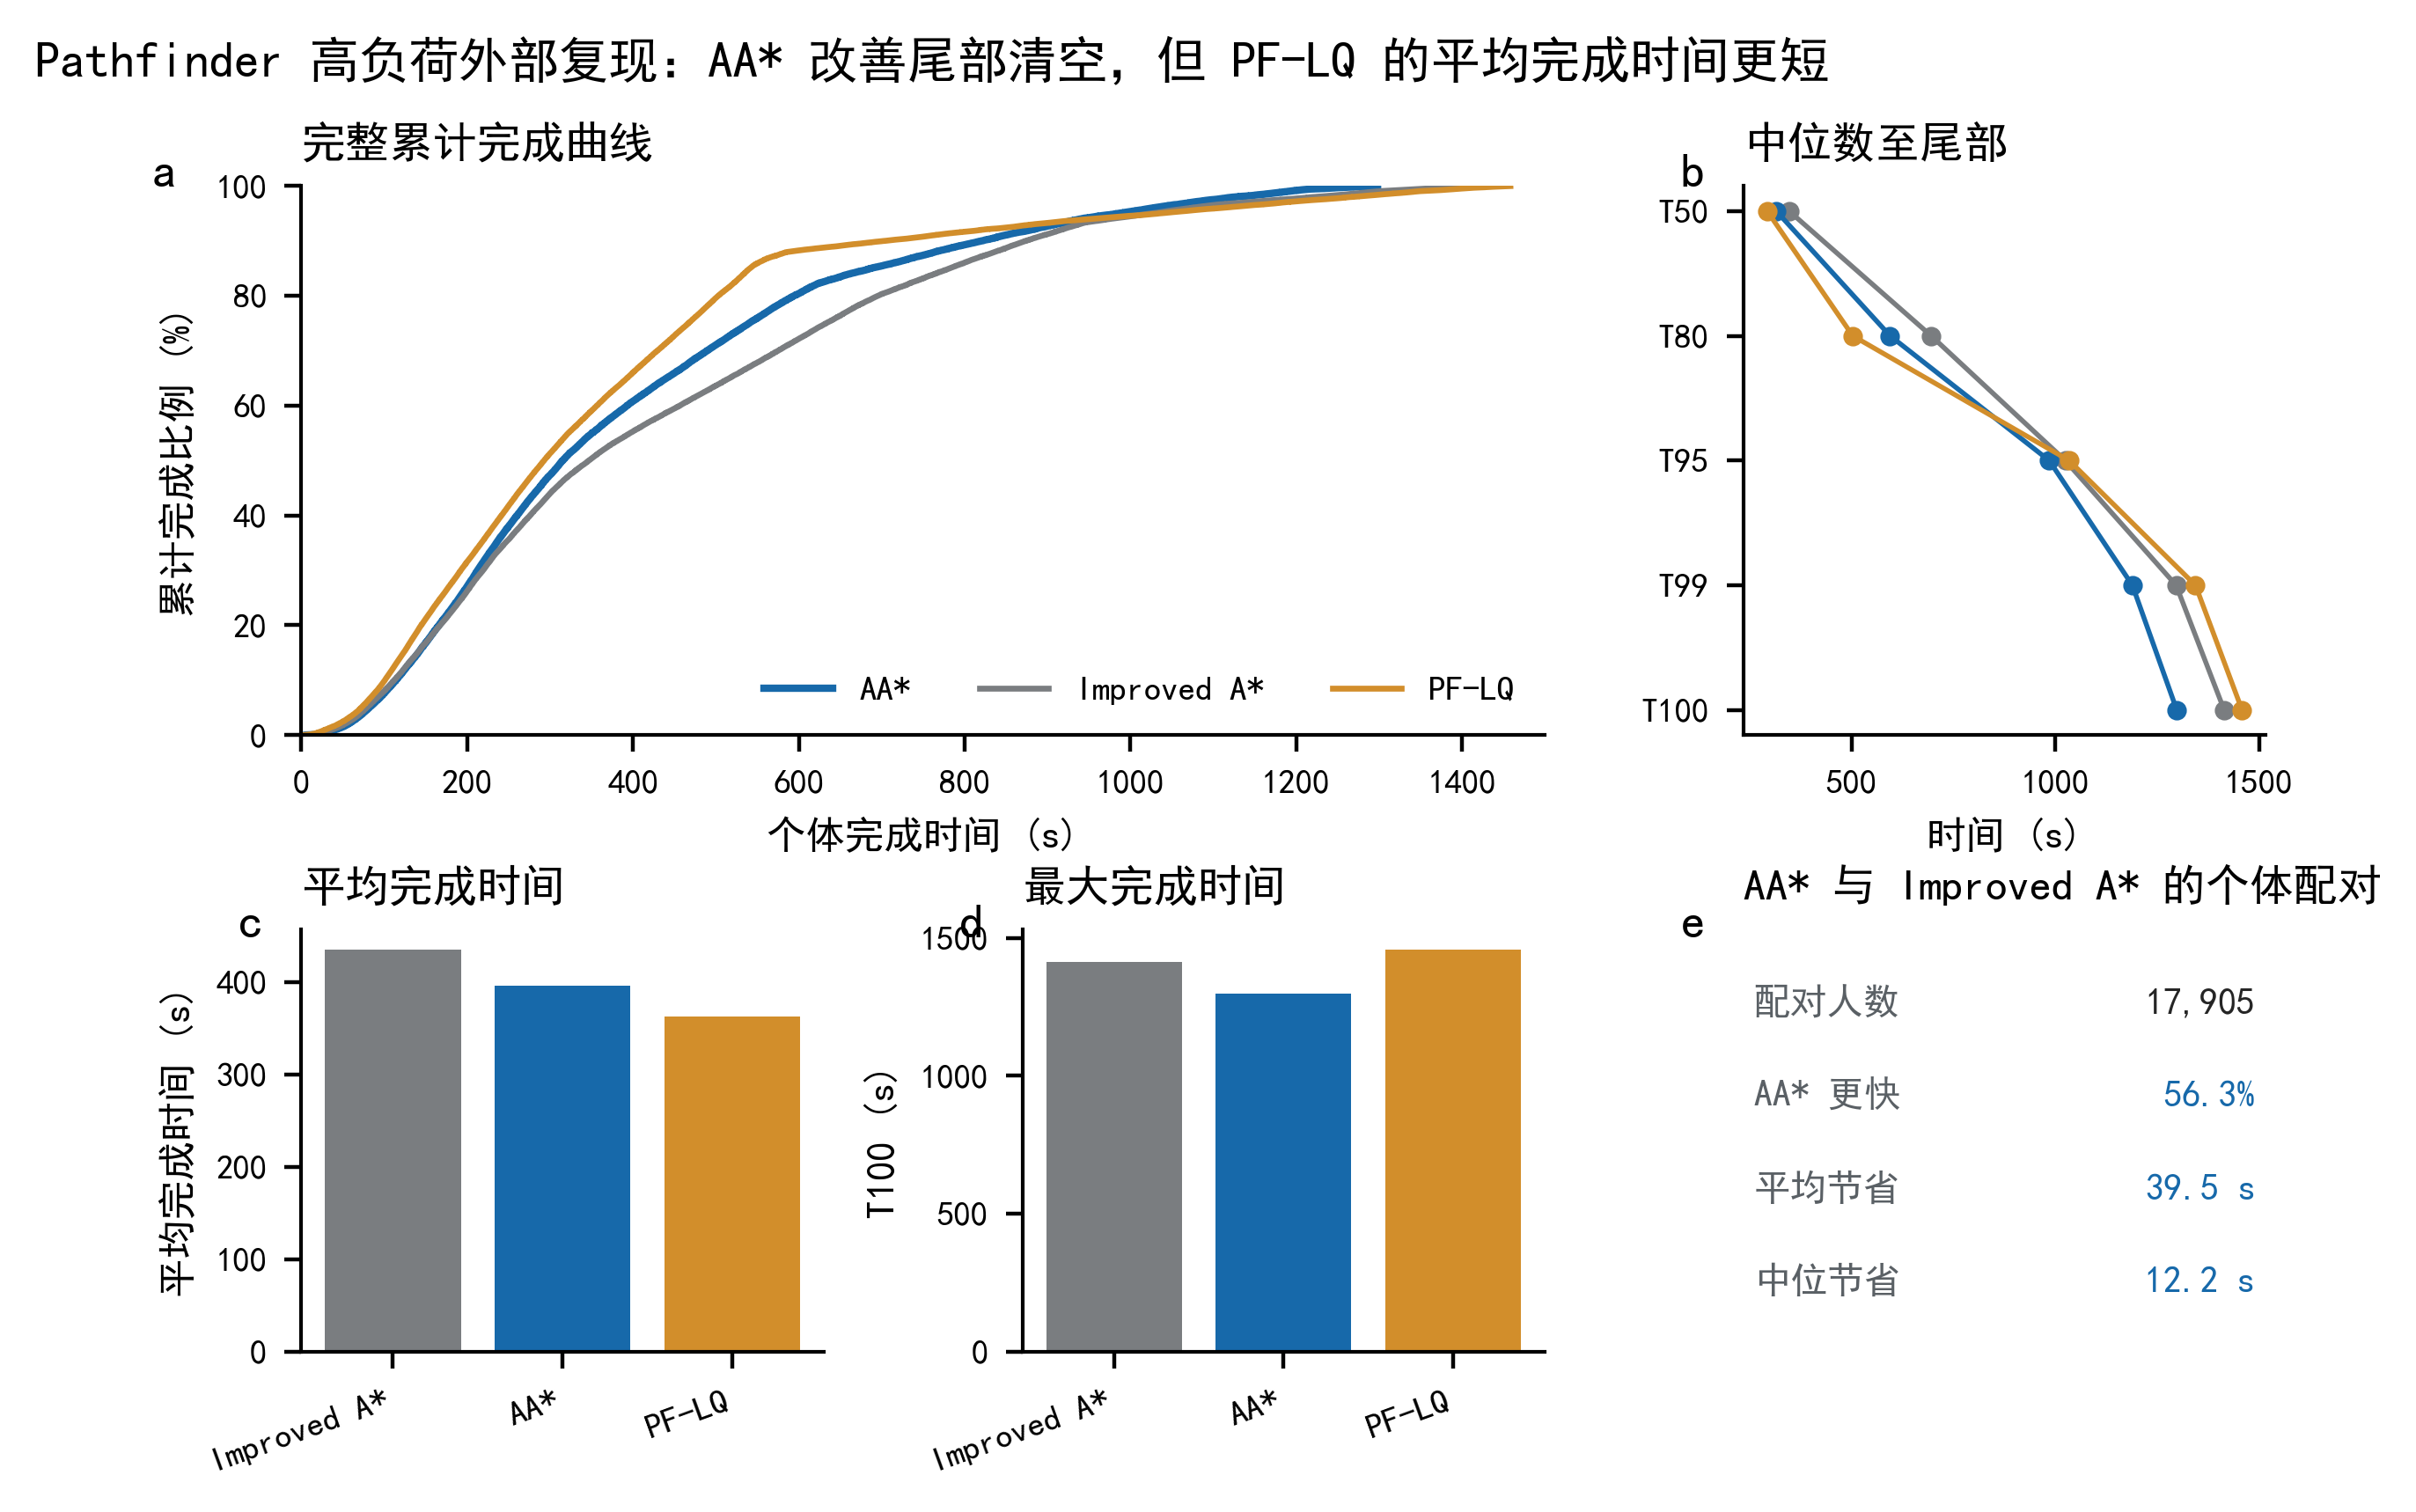 Pathfinder 高负荷外部复现：AA* 改善尾部清空，但 PF-LQ 的平均完成时间更短
完整累计完成曲线
a
100
80
60
40
20
0
累计完成比例 (%)
AA*
Improved A*
PF-LQ
0 200 400 600 800 1000 1200 1400
个体完成时间 (s)
中位数至尾部
b
T50
T80
T95
T99
T100
500 1000 1500
时间 (s)
平均完成时间
c
400
300
200
100
0
平均完成时间 (s)
Improved A* AA* PF-LQ
最大完成时间
d
1500
1000
500
0
T100 (s)
Improved A* AA* PF-LQ
AA* 与 Improved A* 的个体配对
e
配对人数 17,905
AA* 更快 56.3%
平均节省 39.5 s
中位节省 12.2 s